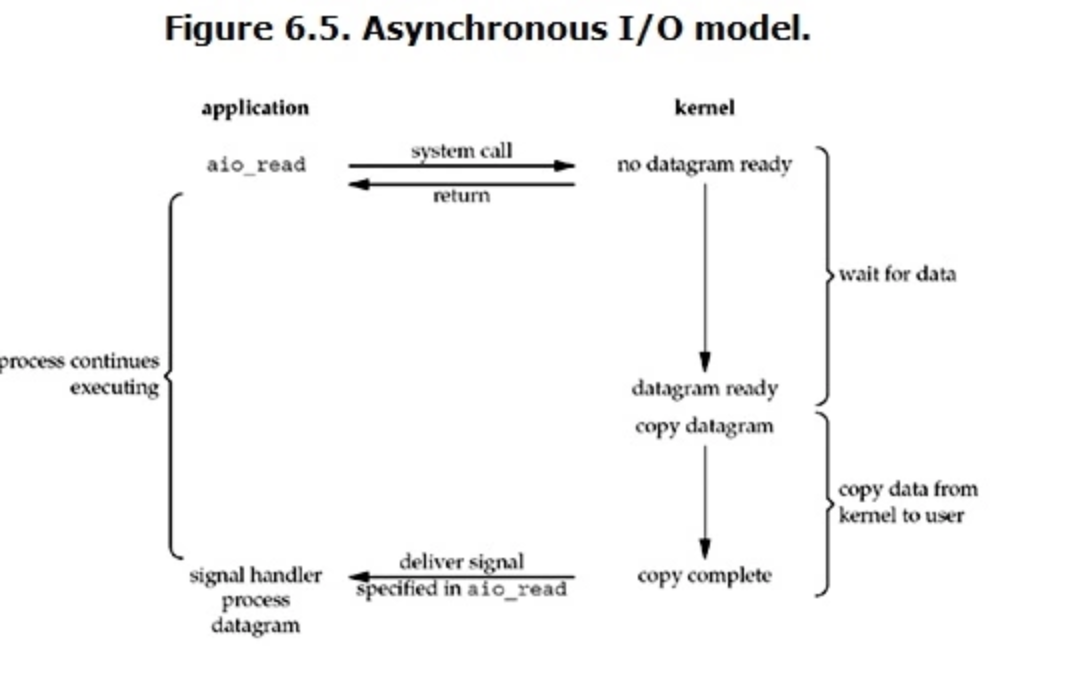 Figure 6.5. Asynchronous I/O model.
application
kernel
aio_read
system call
return
no datagram ready
wait for data
process continues
executing
datagram ready
copy datagram
copy data from
kernel to user
signal handler
process
datagram
deliver signal
specified in aio_read
copy complete